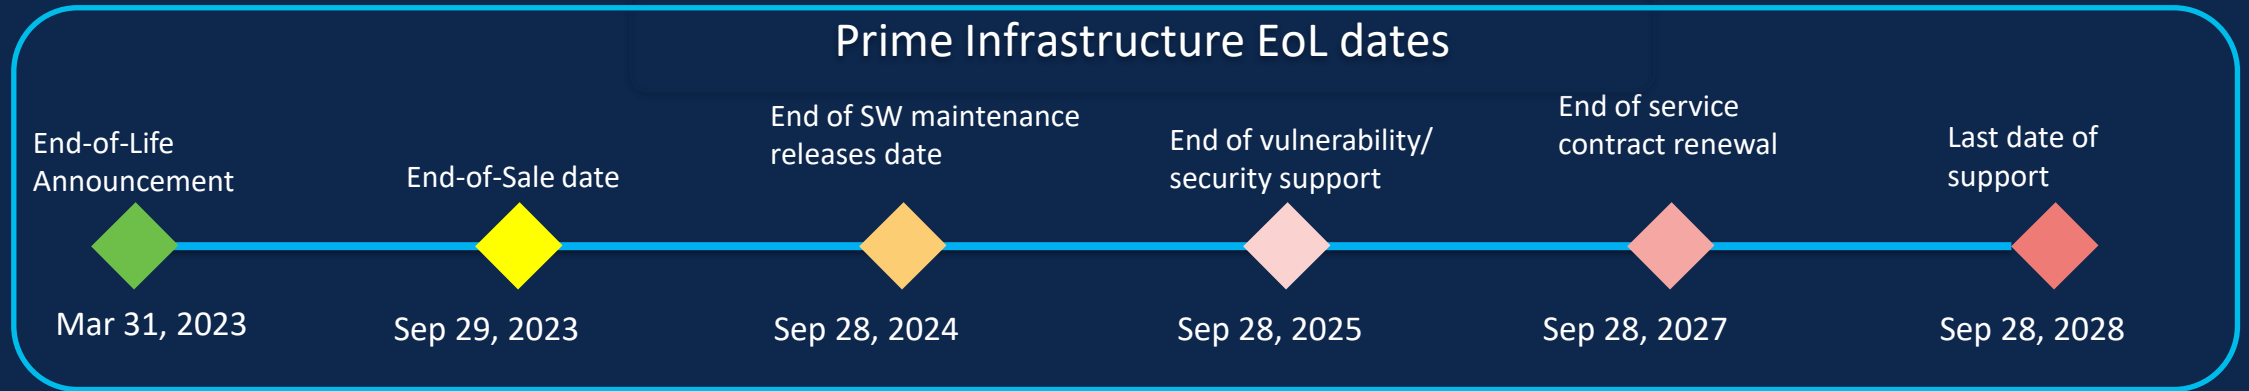 Prime Infrastructure EoL dates
End-of-Life
Announcement
Mar 31, 2023
End-of-Sale date
Sep 29, 2023
End of SW maintenance
releases date
Sep 28, 2024
End of vulnerability/
security support
Sep 28, 2025
End of service
contract renewal
Sep 28, 2027
Last date of
support
Sep 28, 2028